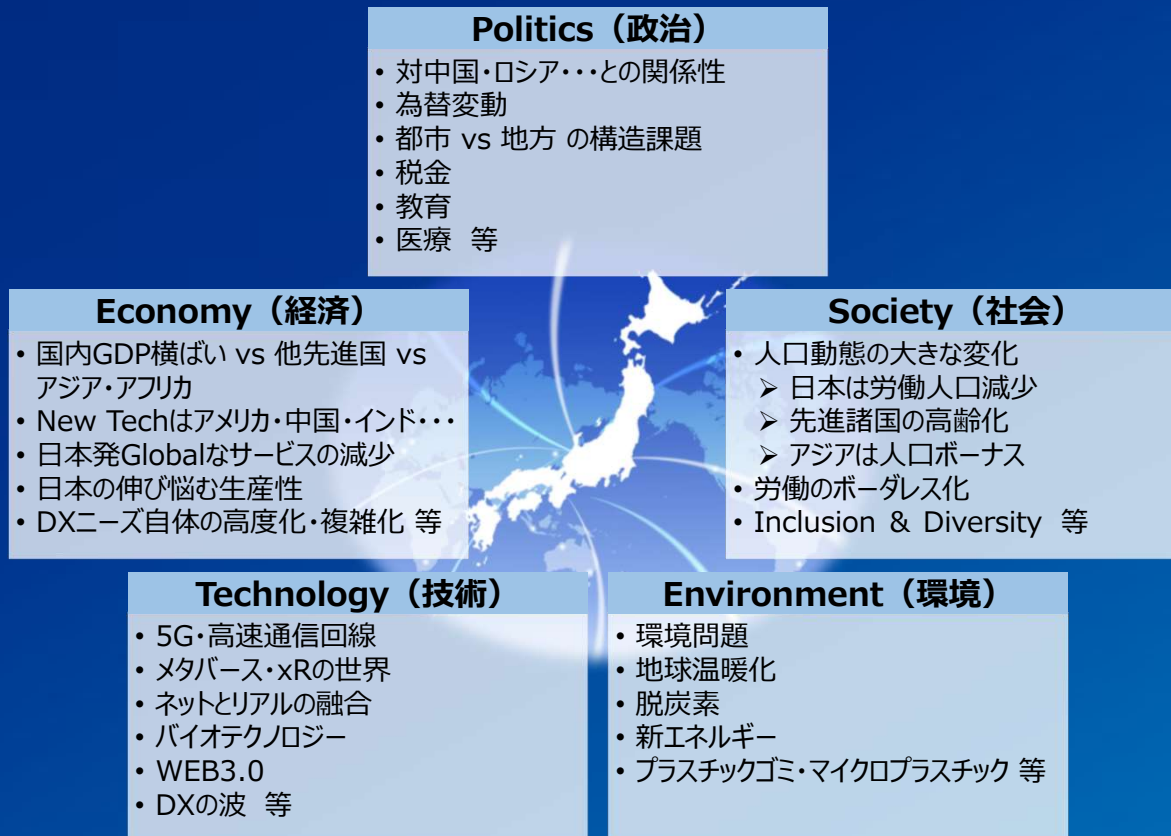 Politics（政治）
• 対中国・ロシア・・・との関係性
• 為替変動
• 都市 vs 地方 の構造課題
• 税金
• 教育
• 医療 等
Economy（経済）
• 国内GDP横ばい vs 他先進国 vs
アジア・アフリカ
• New Techはアメリカ・中国・インド・・・
• 日本発Globalなサービスの減少
• 日本の伸び悩む生産性
• DXニーズ自体の高度化・複雑化 等
Society（社会）
• 人口動態の大きな変化
➢ 日本は労働人口減少
➢ 先進諸国の高齢化
➢ アジアは人口ボーナス
• 労働のボーダレス化
• Inclusion & Diversity 等
Technology（技術）
• 5G・高速通信回線
• メタバース・xRの世界
• ネットとリアルの融合
• バイオテクノロジー
• WEB3.0
• DXの波 等
Environment（環境）
• 環境問題
• 地球温暖化
• 脱炭素
• 新エネルギー
• プラスチックゴミ・マイクロプラスチック 等